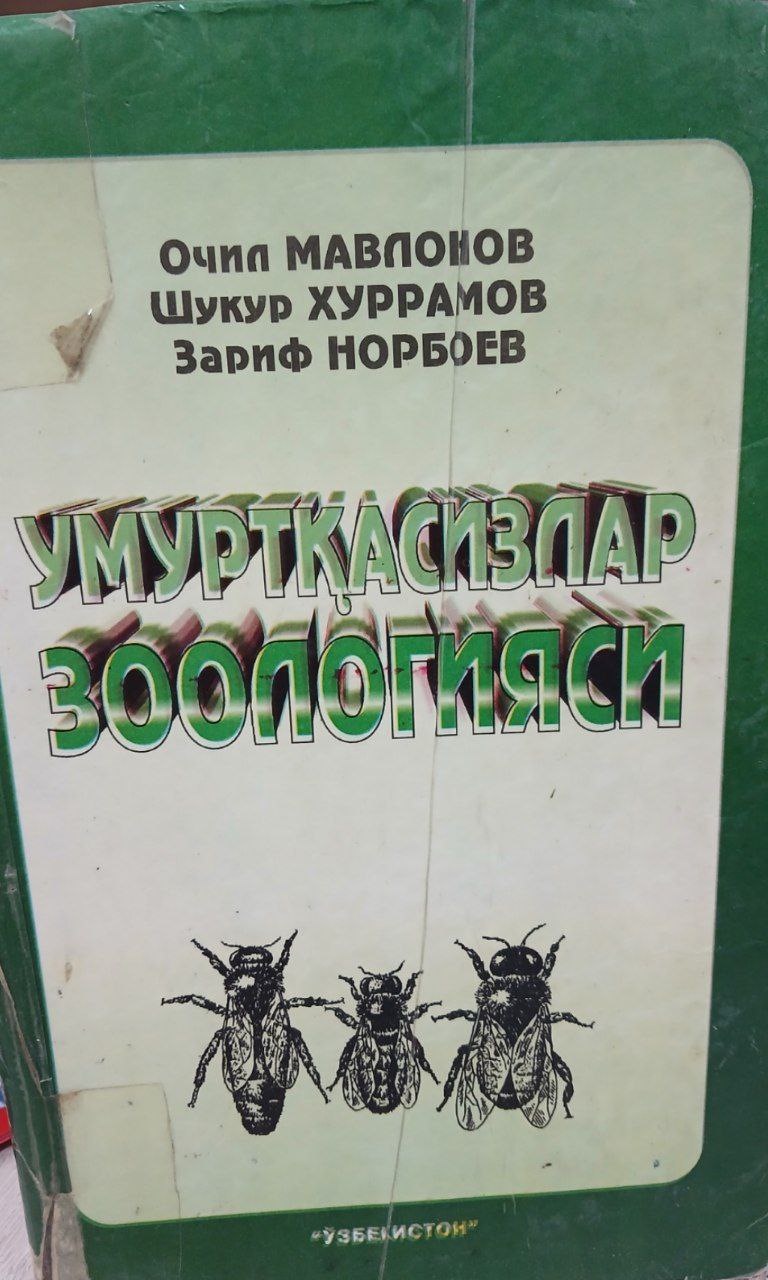 Очил МАВЛОНОВ
Шукур ХУРРАМОВ
Зариф НОРБОЕВ
УМУРТҚАСИЗЛАР
ЗООЛОГИЯСИ
"ЎЗБЕКИСТОН"